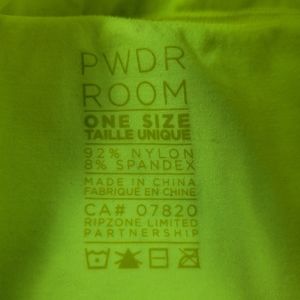 PWDR
ROOM
ONE SIZE
TAILLE UNIQUE
92% NYLON
8% SPANDEX
MADE IN CHINA
FABRIQUE EN CHINE
CA# 07820
RIPZONE LIMITED
PARTNERSHIP